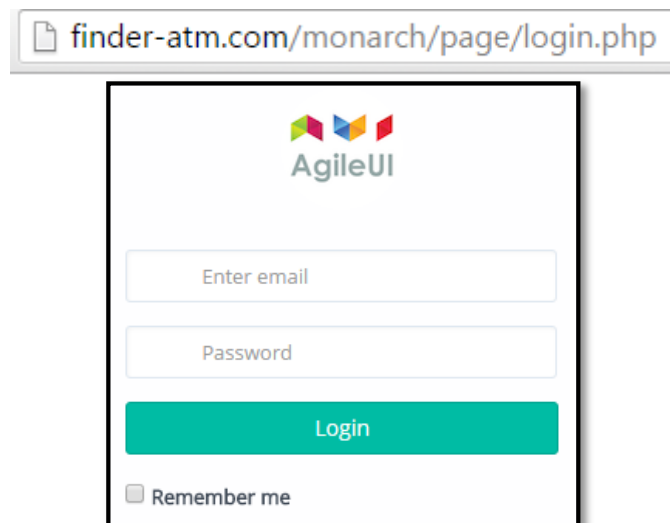 finder-atm.com/monarch/page/login.php
AgileUI
Enter email
Password
Login
Remember me